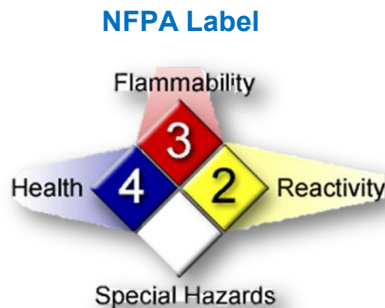 NFPA Label
Flammability
3
Health 4 2 Reactivity
Special Hazards